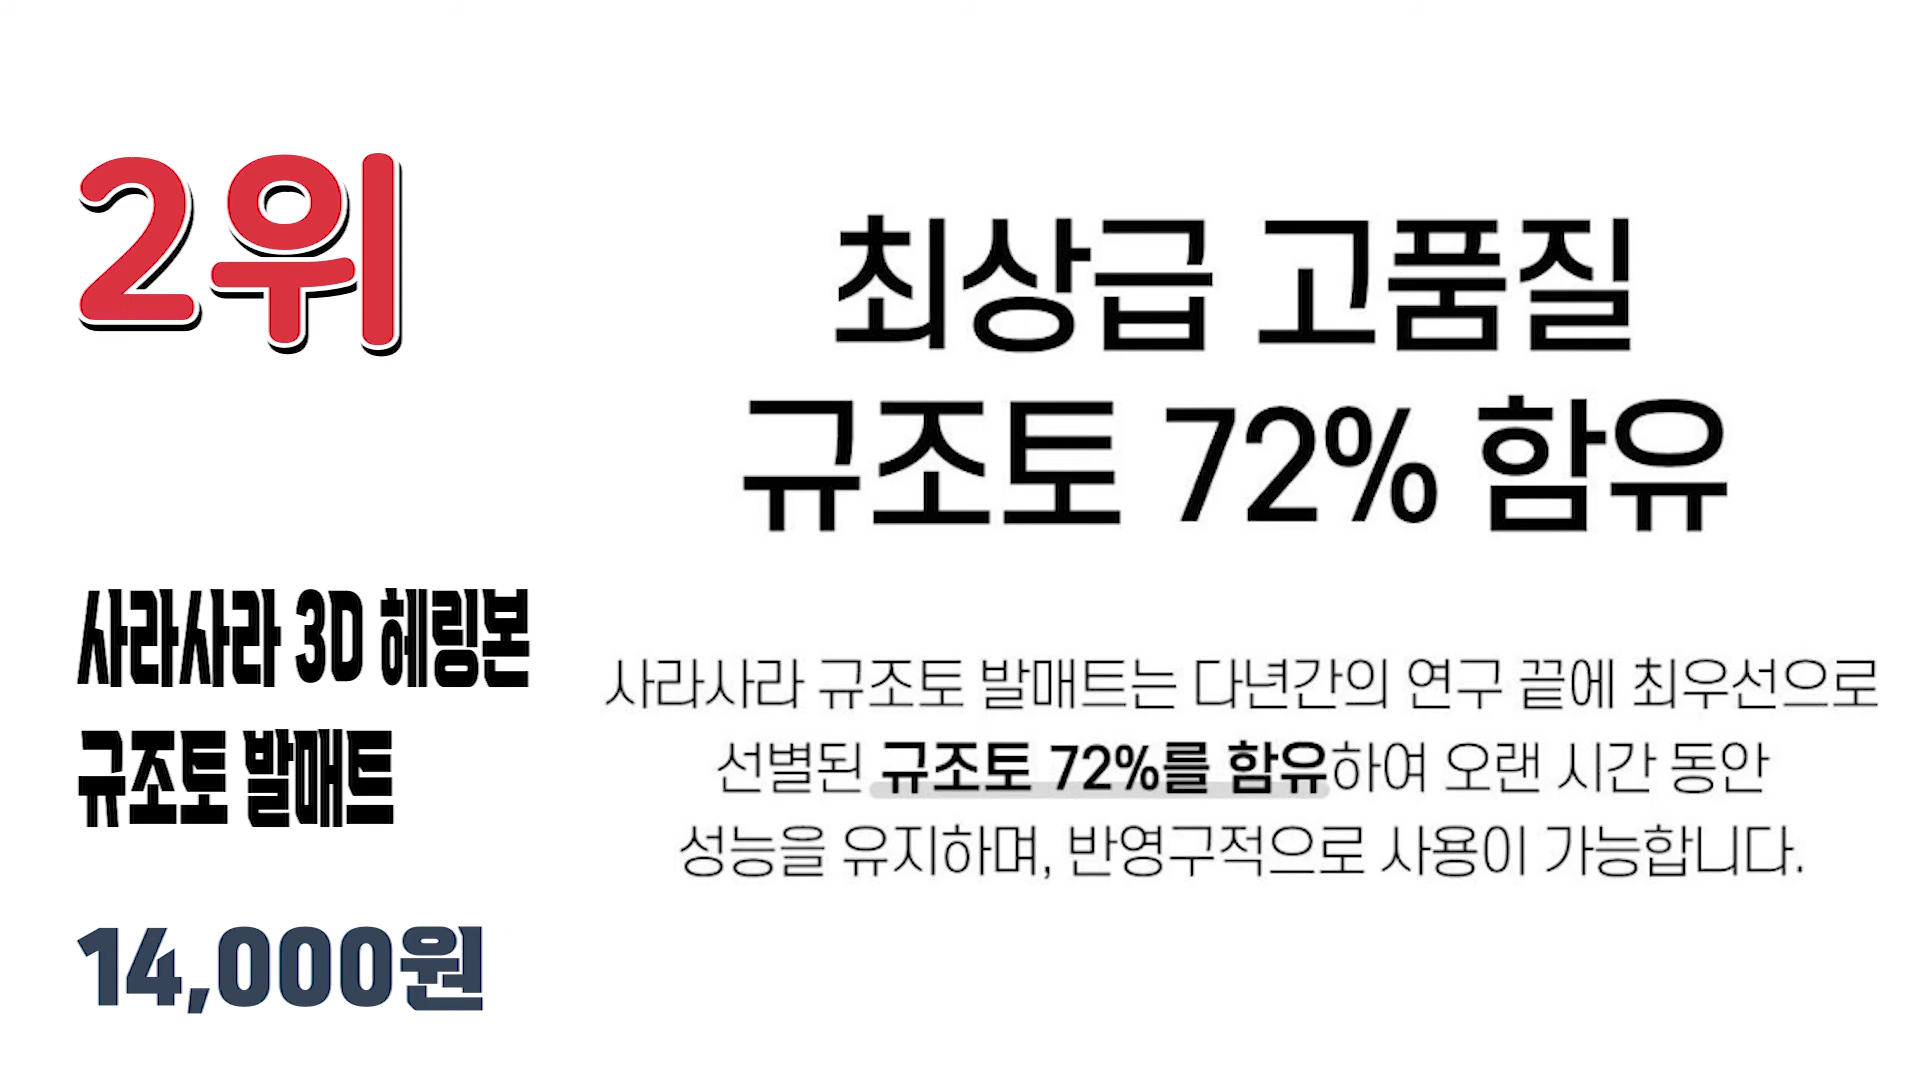 2위
사라사라 3D 헤링본
규조토 발매트
14,000원
최상급 고품질
규조토 72% 함유
사라사라 규조토 발매트는 다년간의 연구 끝에 최우선으로
선별된 규조토 72%를 함유하여 오랜 시간 동안
성능을 유지하며, 반영구적으로 사용이 가능합니다.